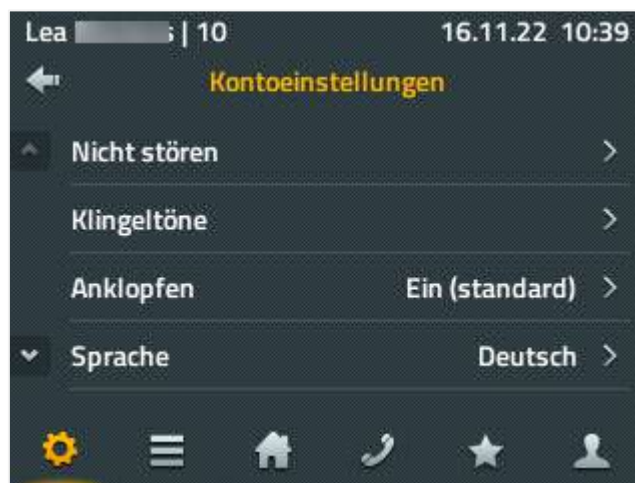 Lea | 10 16.11.22 10:39
Kontoeinstellungen
Nicht stören
Klingeltöne
Anklopfen Ein (standard)
Sprache Deutsch